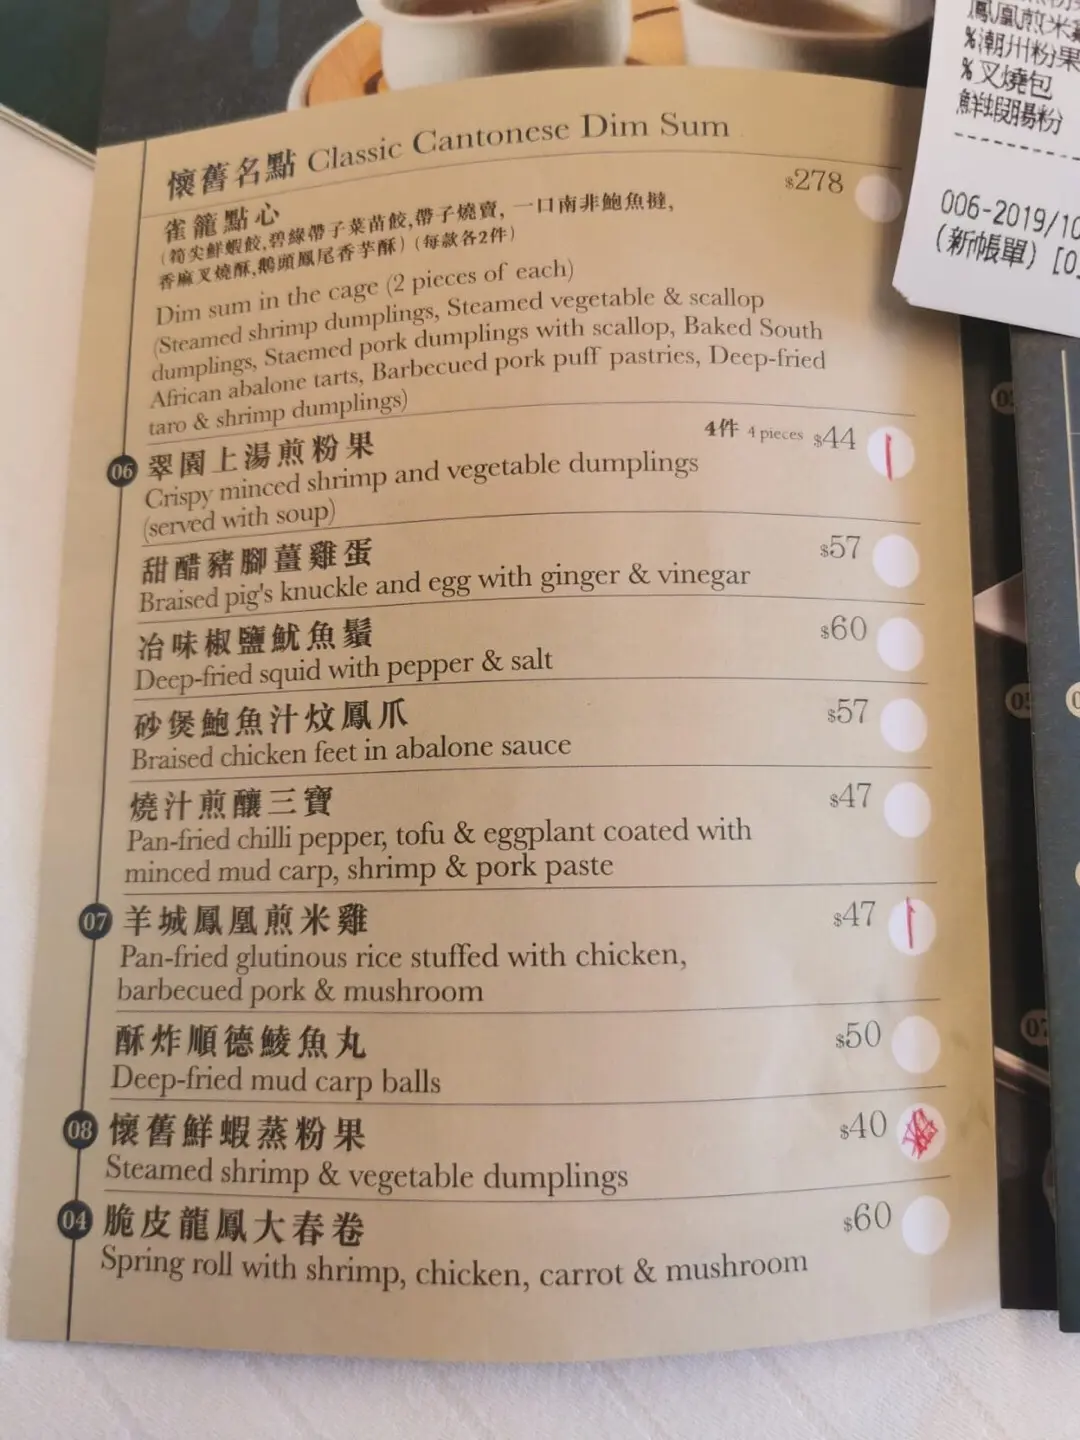 懷舊名點 Classic Cantonese Dim Sum
雀籠點心 $278
(筍尖鮮蝦餃,碧綠帶子菜苗餃,帶子燒賣, 一口南非鮑魚撻,
香麻叉燒酥,鵝頭鳳尾香芋酥) (每款各2件)
Dim sum in the cage (2 pieces of each)
(Steamed shrimp dumplings, Steamed vegetable & scallop
dumplings, Staemed pork dumplings with scallop, Baked South
African abalone tarts, Barbecued pork puff pastries, Deep-fried
taro & shrimp dumplings)
06 翠園上湯煎粉果 4件 4 pieces $44
Crispy minced shrimp and vegetable dumplings
(served with soup)
甜醋豬腳薑雞蛋 $57
Braised pig's knuckle and egg with ginger & vinegar
冶味椒鹽魷魚鬚 $60
Deep-fried squid with pepper & salt
砂煲鮑魚汁炆鳳爪 $57
Braised chicken feet in abalone sauce
燒汁煎釀三寶 $47
Pan-fried chilli pepper, tofu & eggplant coated with
minced mud carp, shrimp & pork paste
07 羊城鳳凰煎米雞 $47
Pan-fried glutinous rice stuffed with chicken,
barbecued pork & mushroom
酥炸順德鯪魚丸 $50
Deep-fried mud carp balls
08 懷舊鮮蝦蒸粉果 $40
Steamed shrimp & vegetable dumplings
04 脆皮龍鳳大春卷 $60
Spring roll with shrimp, chicken, carrot & mushroom
鳳凰煎米
%潮州粉果
%叉燒包
鮮蝦腸粉
006-2019/10
(新帳單) [0
05
07